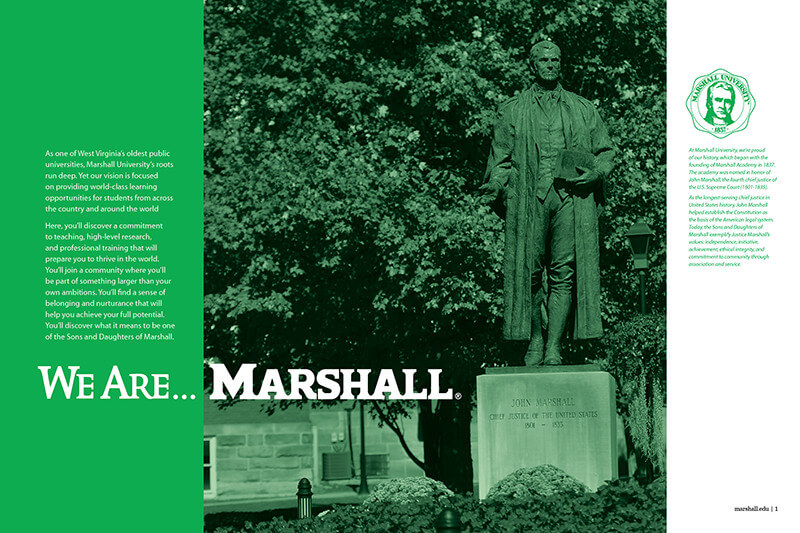 As one of West Virginia's oldest public
universities, Marshall University's roots
run deep. Yet our vision is focused
on providing world-class learning
opportunities for students from across
the country and around the world
Here, you'll discover a commitment
to teaching, high-level research,
and professional training that will
prepare you to thrive in the world.
You'll join a community where you'll
be part of something larger than your
own ambitions. You'll find a sense of
belonging and nurturance that will
help you achieve your full potential.
You'll discover what it means to be one
of the Sons and Daughters of Marshall.
WE ARE... MARSHALL®
JOHN MARSHALL
CHIEF JUSTICE OF THE UNITED STATES
1801 - 1835
MARSHALL UNIVERSITY
1837
At Marshall University, we're proud
of our history, which began with the
founding of Marshall Academy in 1837.
The academy was named in honor of
John Marshall, the fourth chief justice of
the U.S. Supreme Court (1801-1835).
As the longest-serving chief justice in
United States history, John Marshall
helped establish the Constitution as
the basis of the American legal system.
Today, the Sons and Daughters of
Marshall exemplify Justice Marshall's
values: independence, initiative,
achievement, ethical integrity, and
commitment to community through
association and service.
marshall.edu | 1